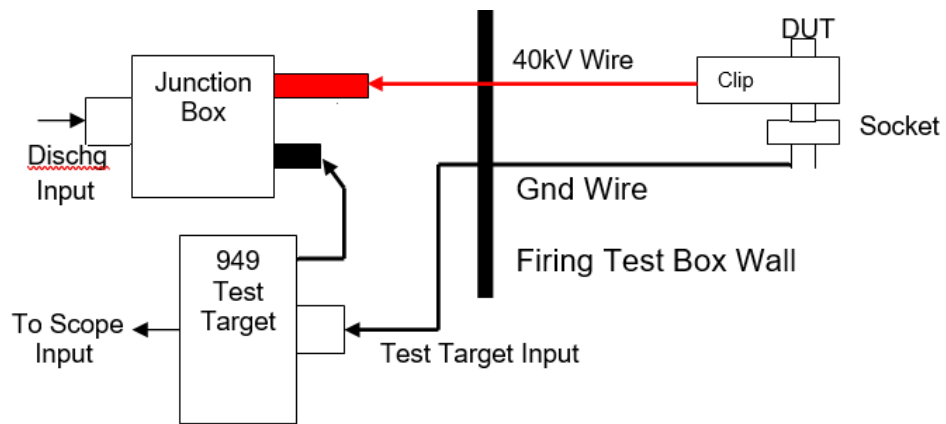 DUT
40kV Wire
Clip
Junction
Box
Socket
Dischg
Input
Gnd Wire
949
Test
Target
Firing Test Box Wall
To Scope
Input
Test Target Input